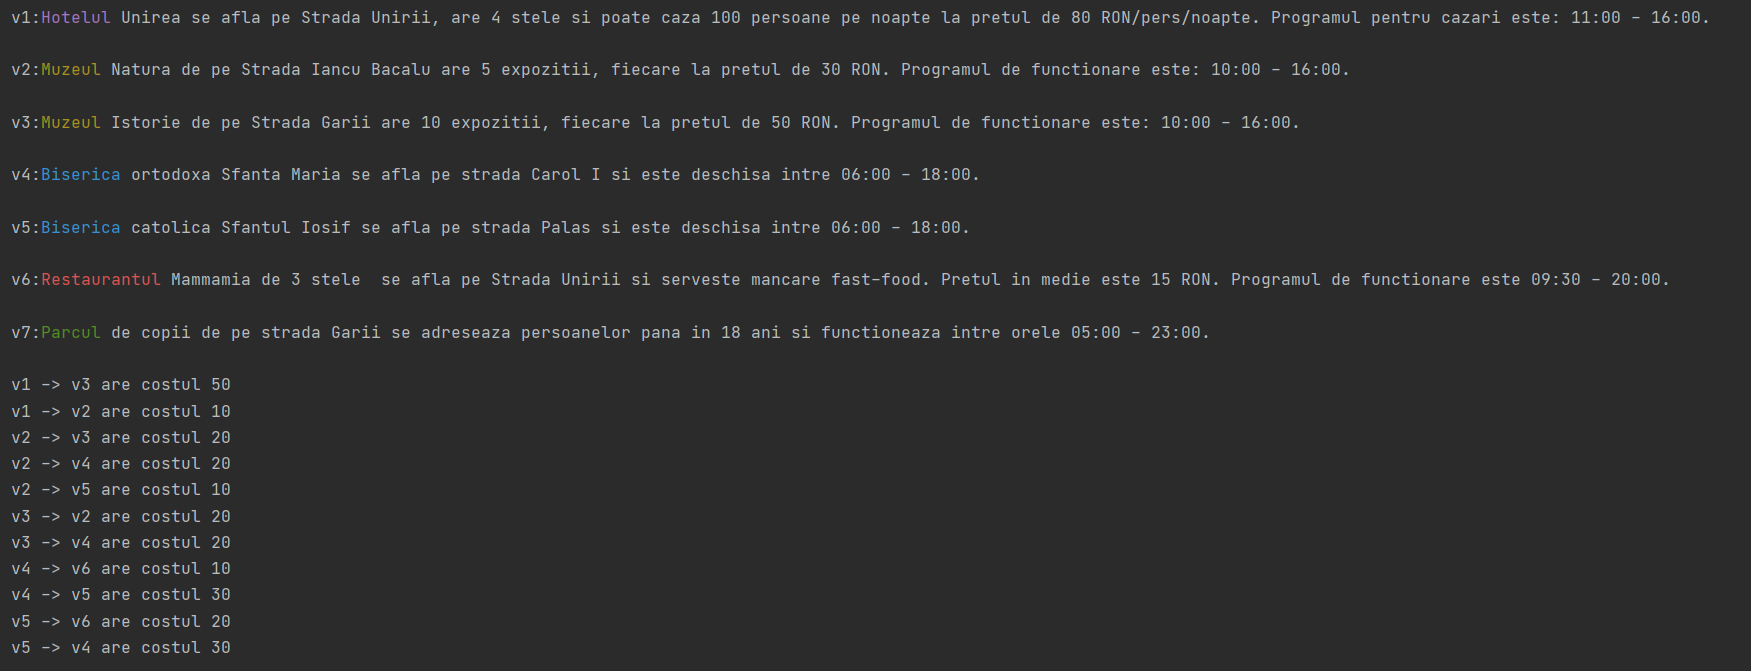 v1:Hotelul Unirea se afla pe Strada Unirii, are 4 stele si poate caza 100 persoane pe noapte la pretul de 80 RON/pers/noapte. Programul pentru cazari este: 11:00 - 16:00.
v2:Muzeul Natura de pe Strada Iancu Bacalu are 5 expozitii, fiecare la pretul de 30 RON. Programul de functionare este: 10:00 - 16:00.
v3:Muzeul Istorie de pe Strada Garii are 10 expozitii, fiecare la pretul de 50 RON. Programul de functionare este: 10:00 - 16:00.
v4:Biserica ortodoxa Sfanta Maria se afla pe strada Carol I si este deschisa intre 06:00 - 18:00.
v5:Biserica catolica Sfantul Iosif se afla pe strada Palas si este deschisa intre 06:00 - 18:00.
v6:Restaurantul Mammamia de 3 stele  se afla pe Strada Unirii si serveste mancare fast-food. Pretul in medie este 15 RON. Programul de functionare este 09:30 - 20:00.
v7:Parcul de copii de pe strada Garii se adreseaza persoanelor pana in 18 ani si functioneaza intre orele 05:00 - 23:00.
v1 -> v3 are costul 50
v1 -> v2 are costul 10
v2 -> v3 are costul 20
v2 -> v4 are costul 20
v2 -> v5 are costul 10
v3 -> v2 are costul 20
v3 -> v4 are costul 20
v4 -> v6 are costul 10
v4 -> v5 are costul 30
v5 -> v6 are costul 20
v5 -> v4 are costul 30